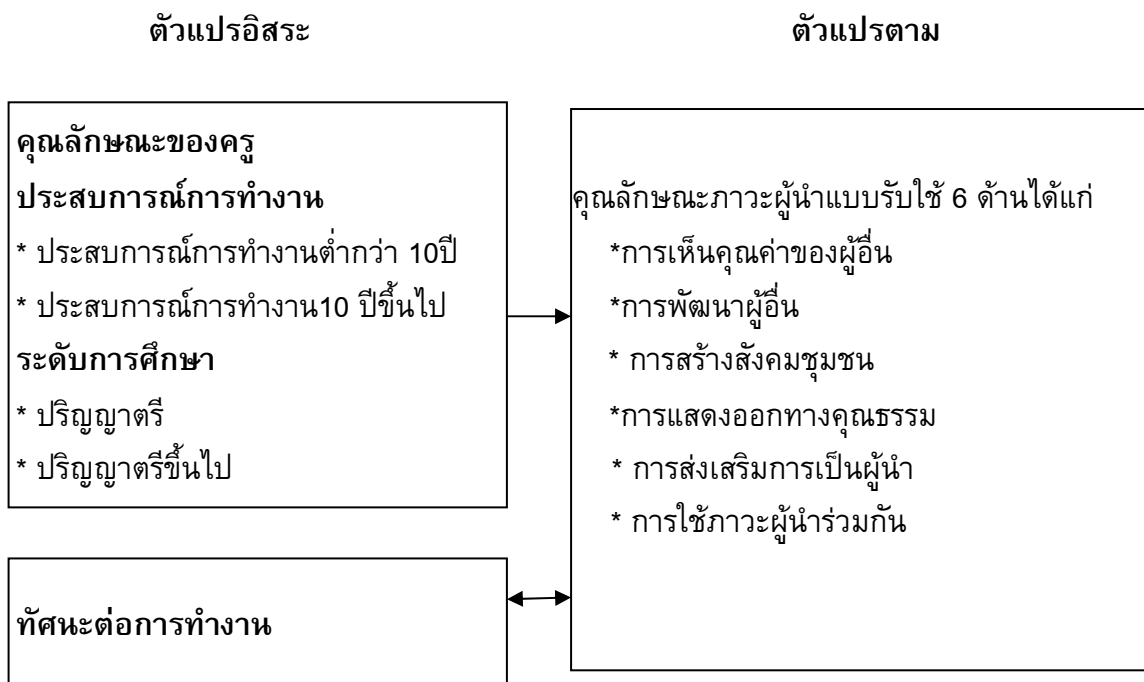 ตัวแปรอิสระ
ตัวแปรตาม
คุณลักษณะของครู
ประสบการณ์การทำงาน
* ประสบการณ์การทำงานต่ำกว่า 10ปี
* ประสบการณ์การทำงาน10 ปีขึ้นไป
ระดับการศึกษา
* ปริญญาตรี
* ปริญญาตรีขึ้นไป
ทัศนะต่อการทำงาน
คุณลักษณะภาวะผู้นำแบบรับใช้ 6 ด้านได้แก่
*การเห็นคุณค่าของผู้อื่น
*การพัฒนาผู้อื่น
* การสร้างสังคมชุมชน
*การแสดงออกทางคุณธรรม
* การส่งเสริมการเป็นผู้นำ
* การใช้ภาวะผู้นำร่วมกัน